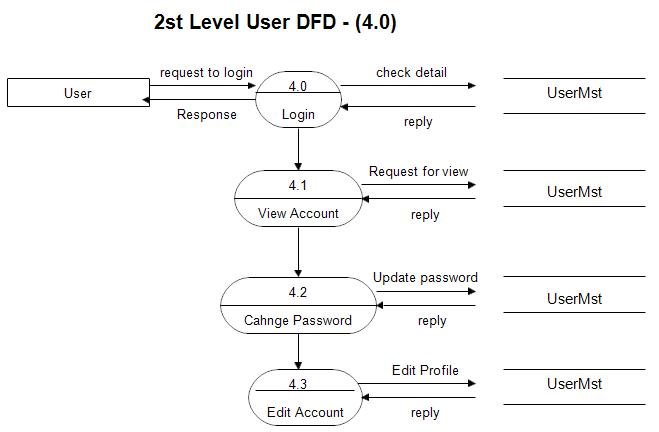 2st Level User DFD - (4.0)
request to login
check detail
User
4.0
UserMst
Response
Login
reply
Request for view
4.1
UserMst
View Account
reply
Update password
4.2
UserMst
Cahnge Password
reply
Edit Profile
4.3
UserMst
Edit Account
reply